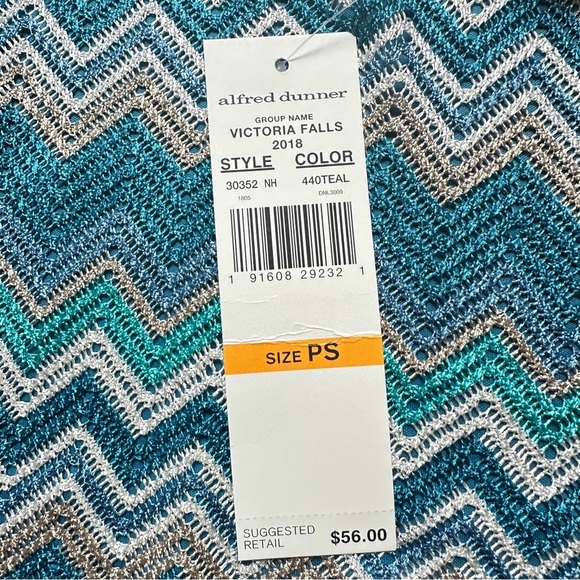 alfred dunner
GROUP NAME
VICTORIA FALLS
2018
STYLE COLOR
30352 NH 440TEAL
1805 DNL3009
1 91608 29232 1
SIZE PS
SUGGESTED
RETAIL $56.00